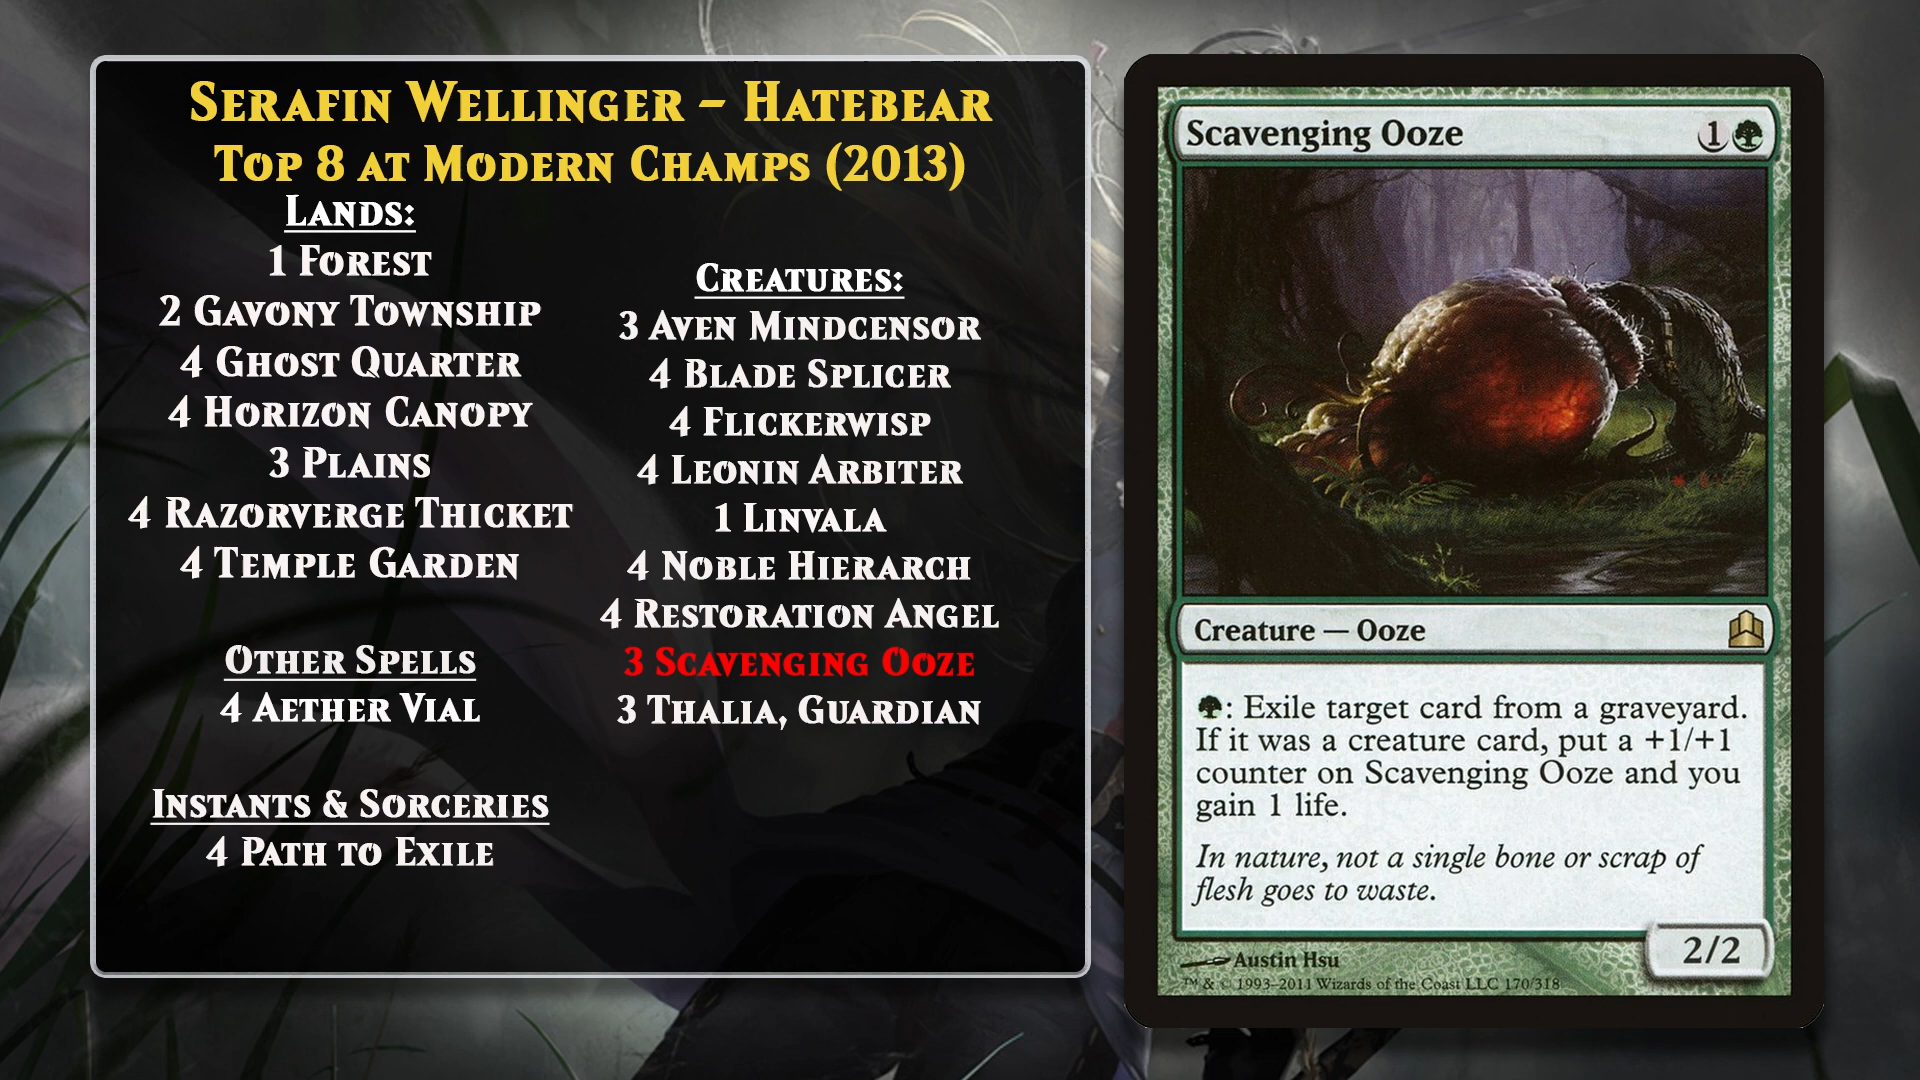 Serafin Wellinger – Hatebear
Top 8 at Modern Champs (2013)
Lands:
1 Forest
2 Gavony Township
4 Ghost Quarter
4 Horizon Canopy
3 Plains
4 Razorverge Thicket
4 Temple Garden
Other Spells
4 Aether Vial
Instants & Sorceries
4 Path to Exile
Creatures:
3 Aven Mindcensor
4 Blade Splicer
4 Flickerwisp
4 Leonin Arbiter
1 Linvala
4 Noble Hierarch
4 Restoration Angel
3 Scavenging Ooze
3 Thalia, Guardian
Scavenging Ooze 1
Creature — Ooze
: Exile target card from a graveyard.
If it was a creature card, put a +1/+1
counter on Scavenging Ooze and you
gain 1 life.
In nature, not a single bone or scrap of
flesh goes to waste.
2/2
Austin Hsu
™ & © 1993–2011 Wizards of the Coast LLC 170/318